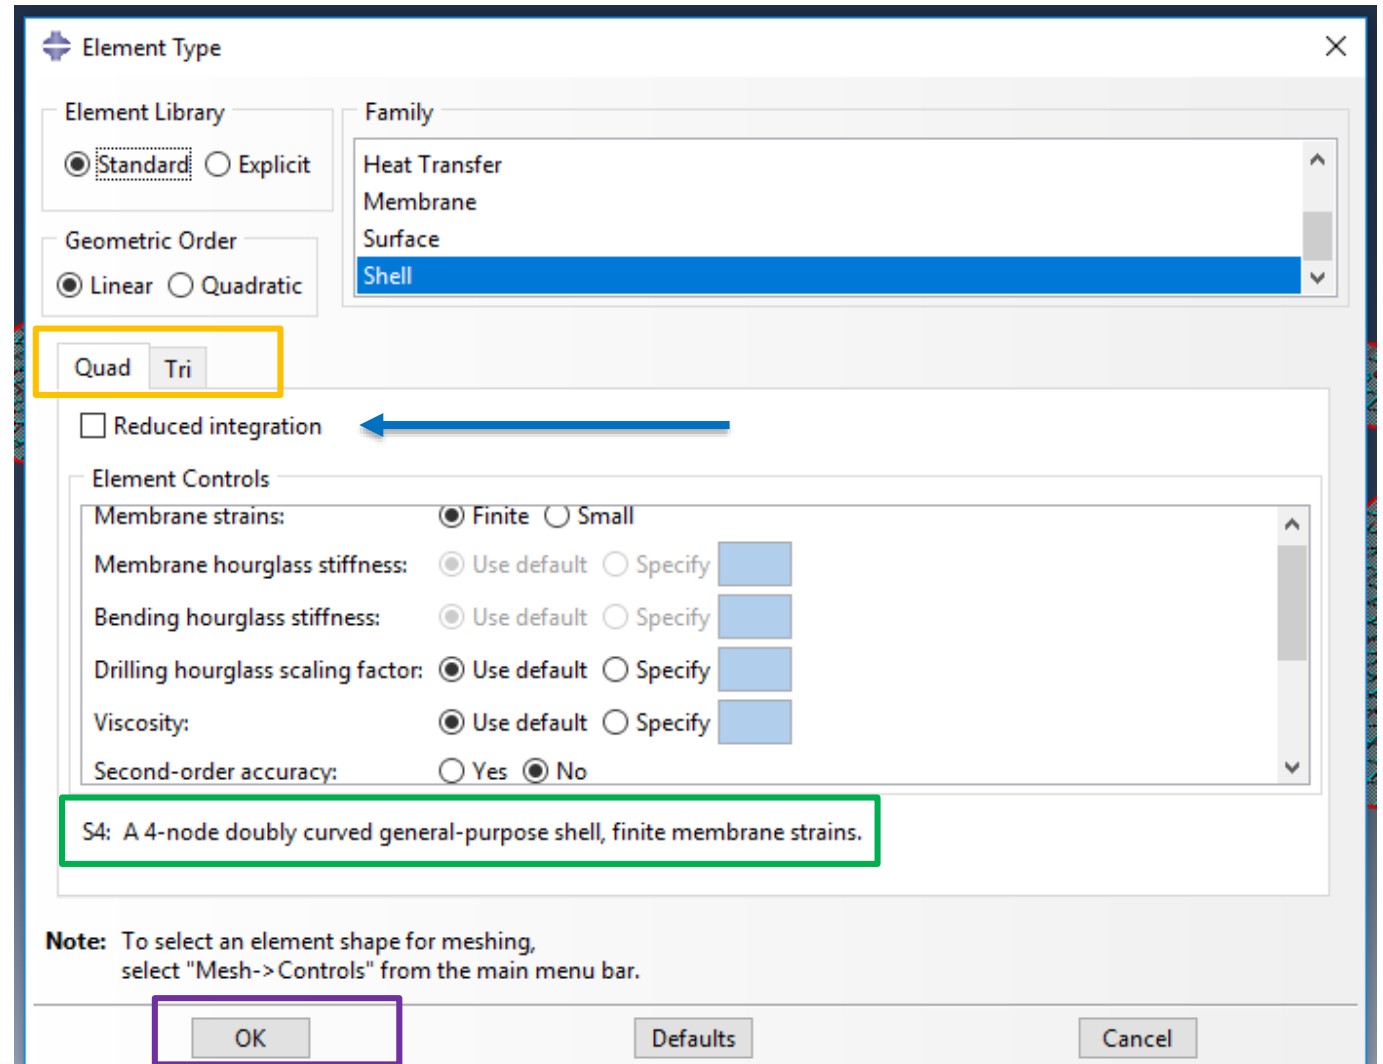 Element Type
Element Library
Family
Standard Explicit
Heat Transfer
Membrane
Surface
Shell
Geometric Order
Linear Quadratic
Quad Tri
Reduced integration
Element Controls
Membrane strains: Finite Small
Membrane hourglass stiffness: Use default Specify
Bending hourglass stiffness: Use default Specify
Drilling hourglass scaling factor: Use default Specify
Viscosity: Use default Specify
Second-order accuracy: Yes No
S4: A 4-node doubly curved general-purpose shell, finite membrane strains.
Note: To select an element shape for meshing,
select "Mesh->Controls" from the main menu bar.
OK Defaults Cancel